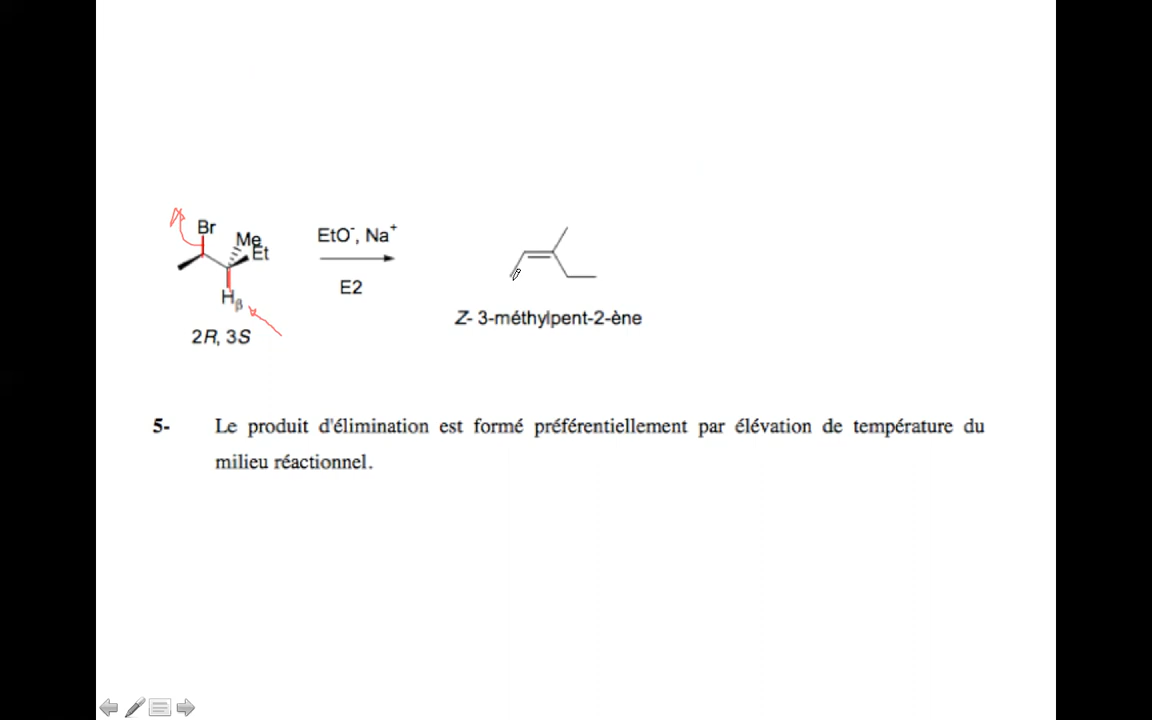 Br
Me
Et
Hβ
2R, 3S
EtO-, Na+
E2
Z- 3-méthylpent-2-ène
5- Le produit d'élimination est formé préférentiellement par élévation de température du
milieu réactionnel.